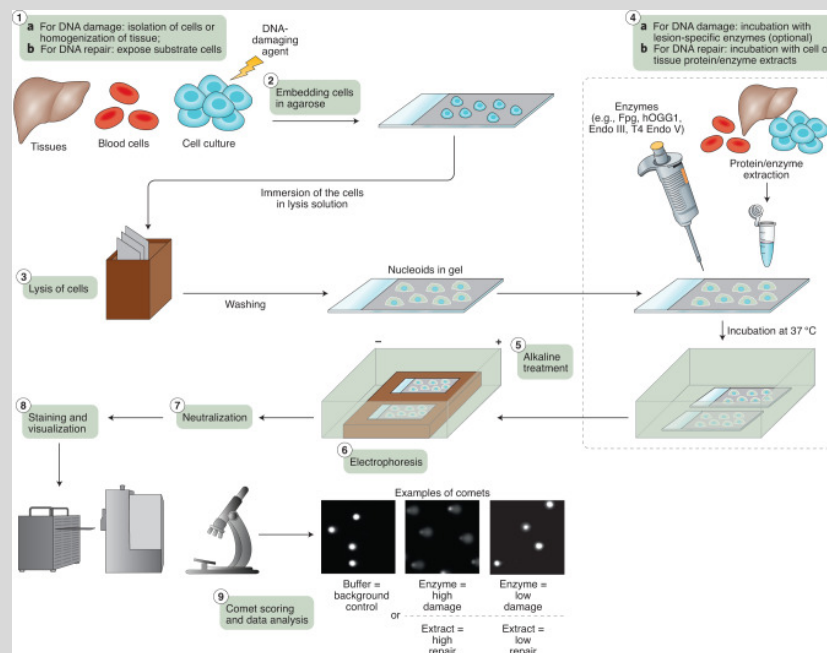 1
a For DNA damage: isolation of cells or
homogenization of tissue;
b For DNA repair: expose substrate cells
DNA-
damaging
agent
Tissues
Blood cells
Cell culture
2
Embedding cells
in agarose
Immersion of the cells
in lysis solution
3
Lysis of cells
Washing
Nucleoids in gel
4
a For DNA damage: incubation with
lesion-specific enzymes (optional)
b For DNA repair: incubation with cell o
tissue protein/enzyme extracts
Enzymes
(e.g., Fpg, hOGG1,
Endo III, T4 Endo V)
Protein/enzyme
extraction
Incubation at 37 °C
− +
5
Alkaline
treatment
6
Electrophoresis
7
Neutralization
8
Staining and
visualization
9
Comet scoring
and data analysis
Examples of comets
Buffer =
background
control
or
Enzyme =
high
damage
Extract =
high
repair
Enzyme =
low
damage
Extract =
low
repair